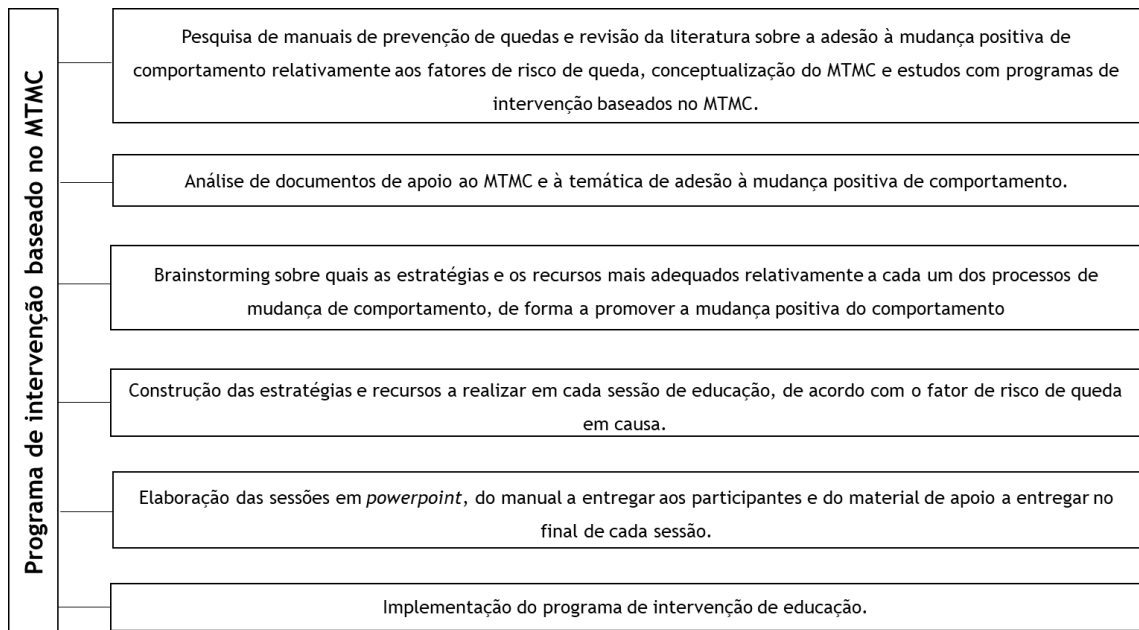 Programa de intervenção baseado no MTMC
Pesquisa de manuais de prevenção de quedas e revisão da literatura sobre a adesão à mudança positiva de
comportamento relativamente aos fatores de risco de queda, conceptualização do MTMC e estudos com programas de
intervenção baseados no MTMC.
Análise de documentos de apoio ao MTMC e à temática de adesão à mudança positiva de comportamento.
Brainstorming sobre quais as estratégias e os recursos mais adequados relativamente a cada um dos processos de
mudança de comportamento, de forma a promover a mudança positiva do comportamento
Construção das estratégias e recursos a realizar em cada sessão de educação, de acordo com o fator de risco de queda
em causa.
Elaboração das sessões em powerpoint, do manual a entregar aos participantes e do material de apoio a entregar no
final de cada sessão.
Implementação do programa de intervenção de educação.